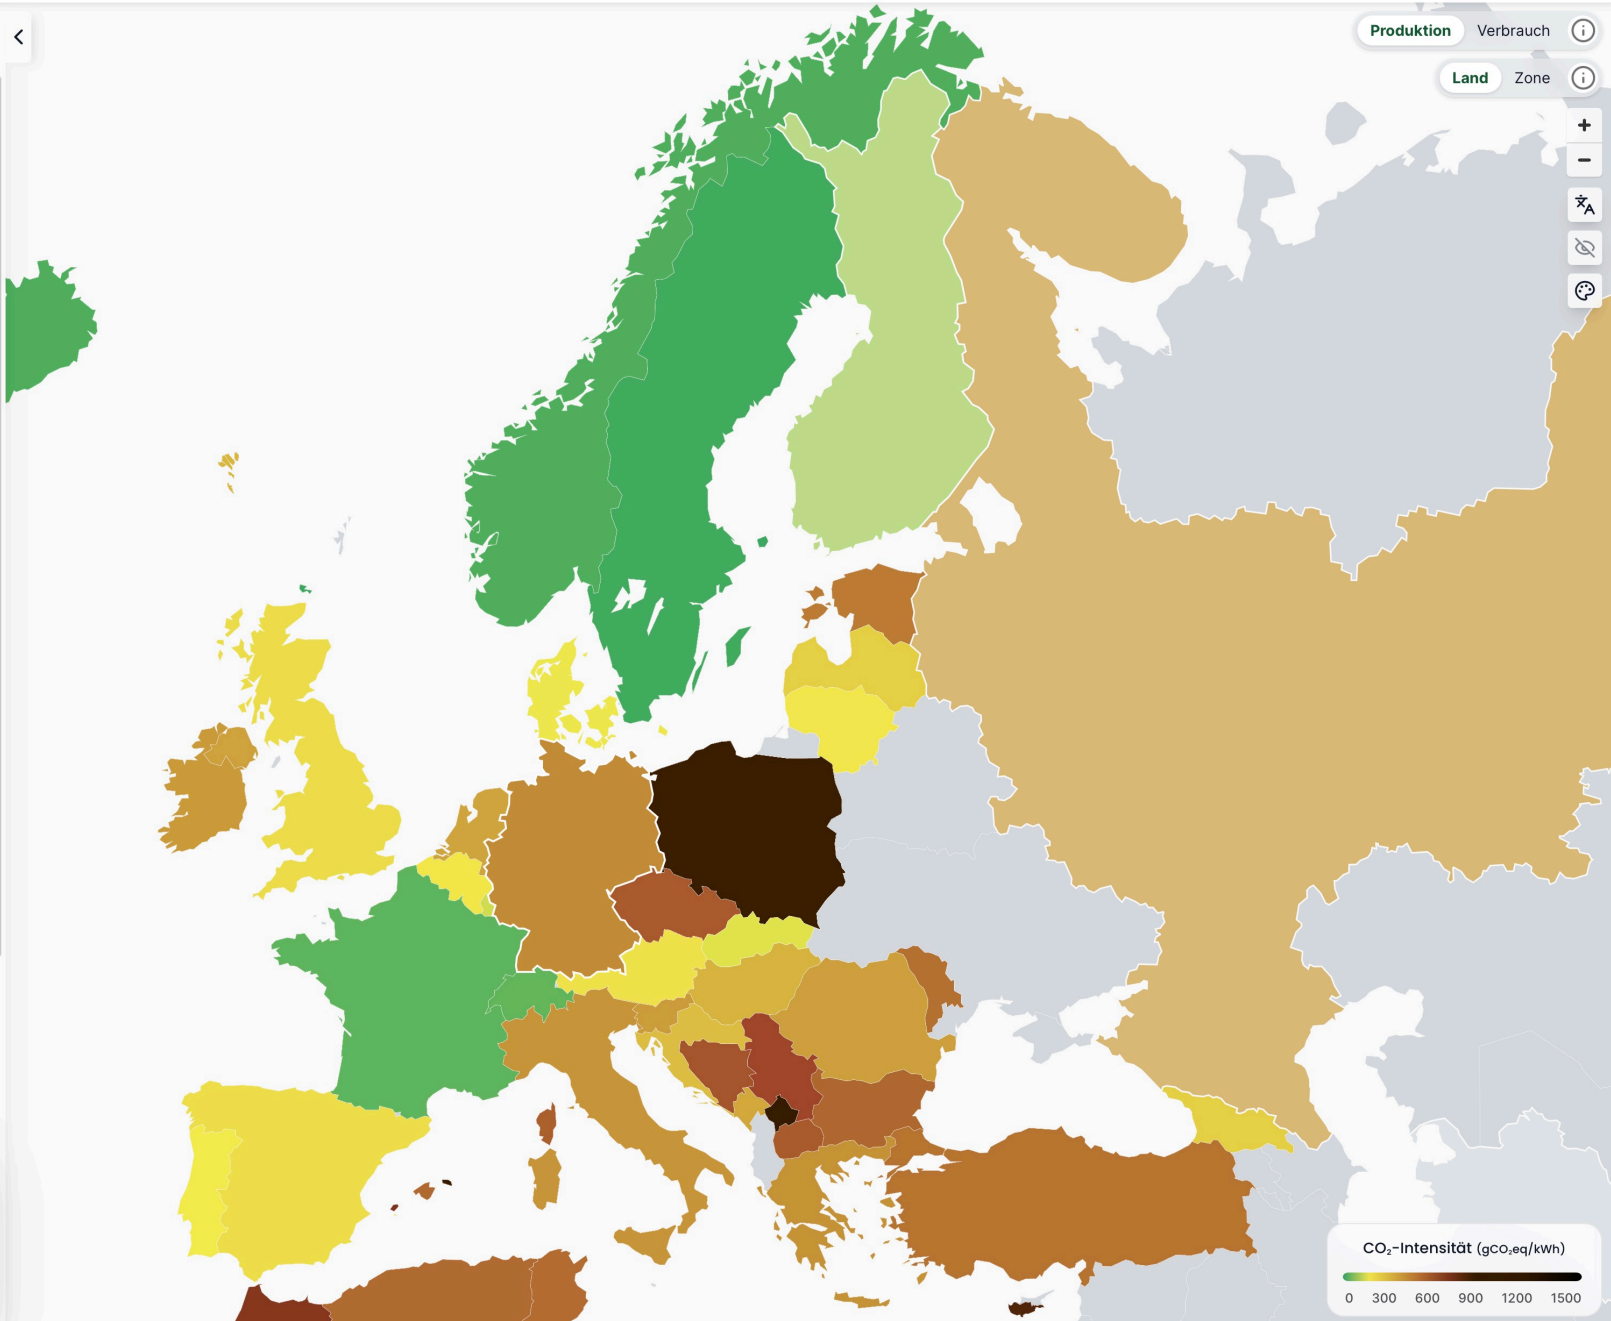 Produktion Verbrauch
Land Zone
CO₂-Intensität (gCO₂eq/kWh)
0 300 600 900 1200 1500